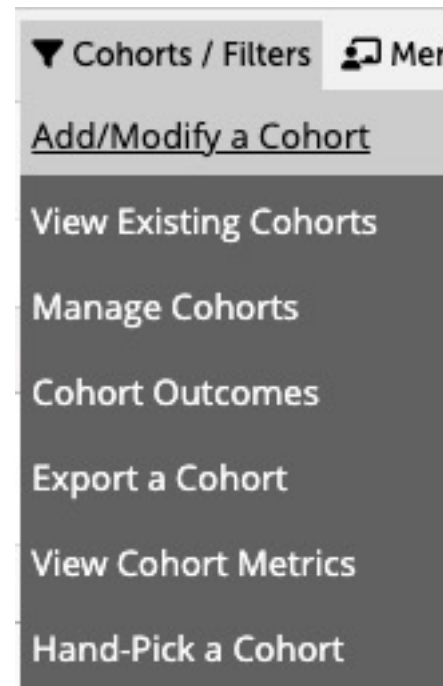 Cohorts / Filters
Add/Modify a Cohort
View Existing Cohorts
Manage Cohorts
Cohort Outcomes
Export a Cohort
View Cohort Metrics
Hand-Pick a Cohort